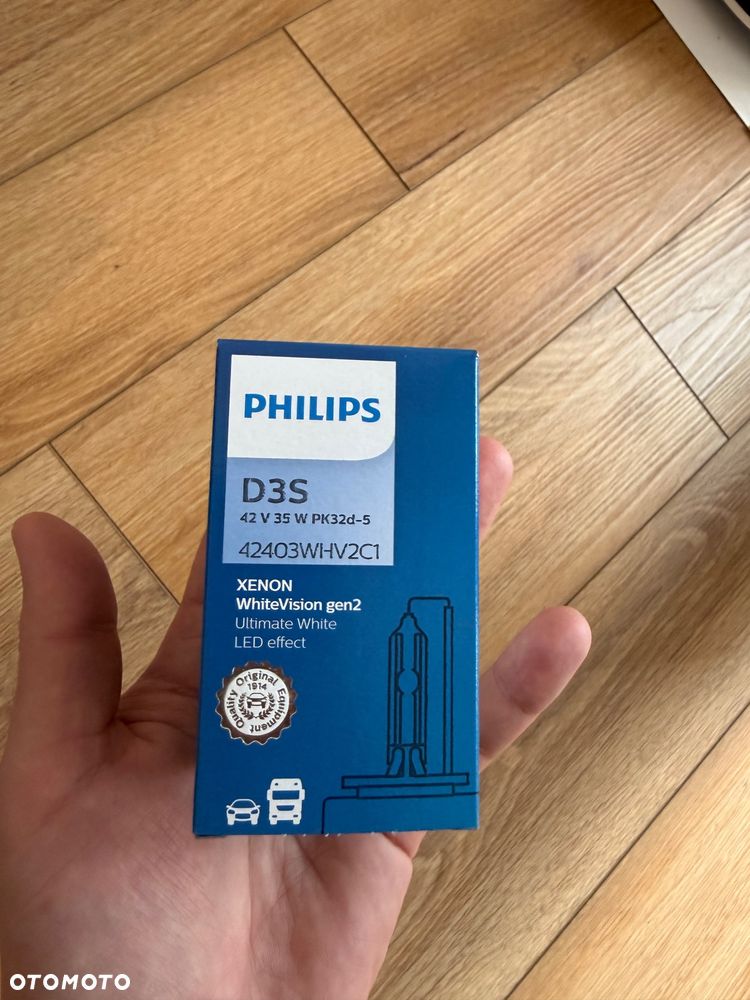 PHILIPS
D3S
42 V 35 W PK32d-5
42403WHV2C1
XENON
WhiteVision gen2
Ultimate White
LED effect
Quality Original Equipment
1914
OTOMOTO